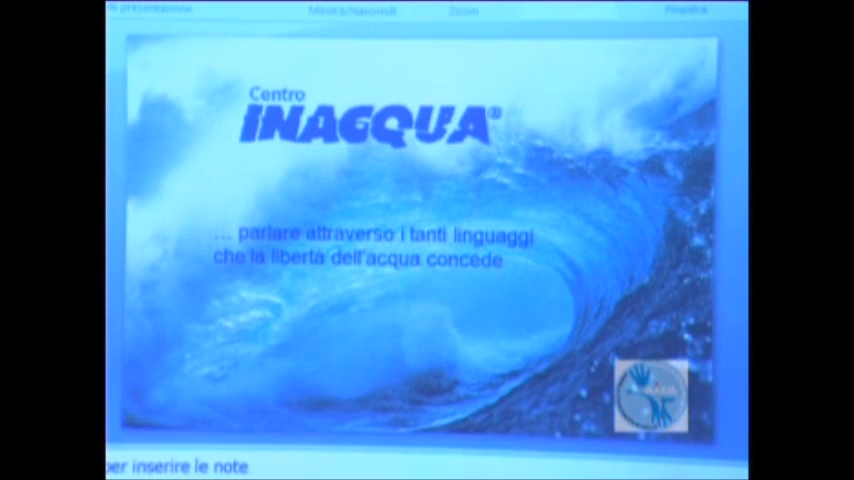 presentazione Mostra/Nascondi Zoom Finestra
Centro
INACQUA®
... parlare attraverso i tanti linguaggi
che la libertà dell'acqua concede
per inserire le note